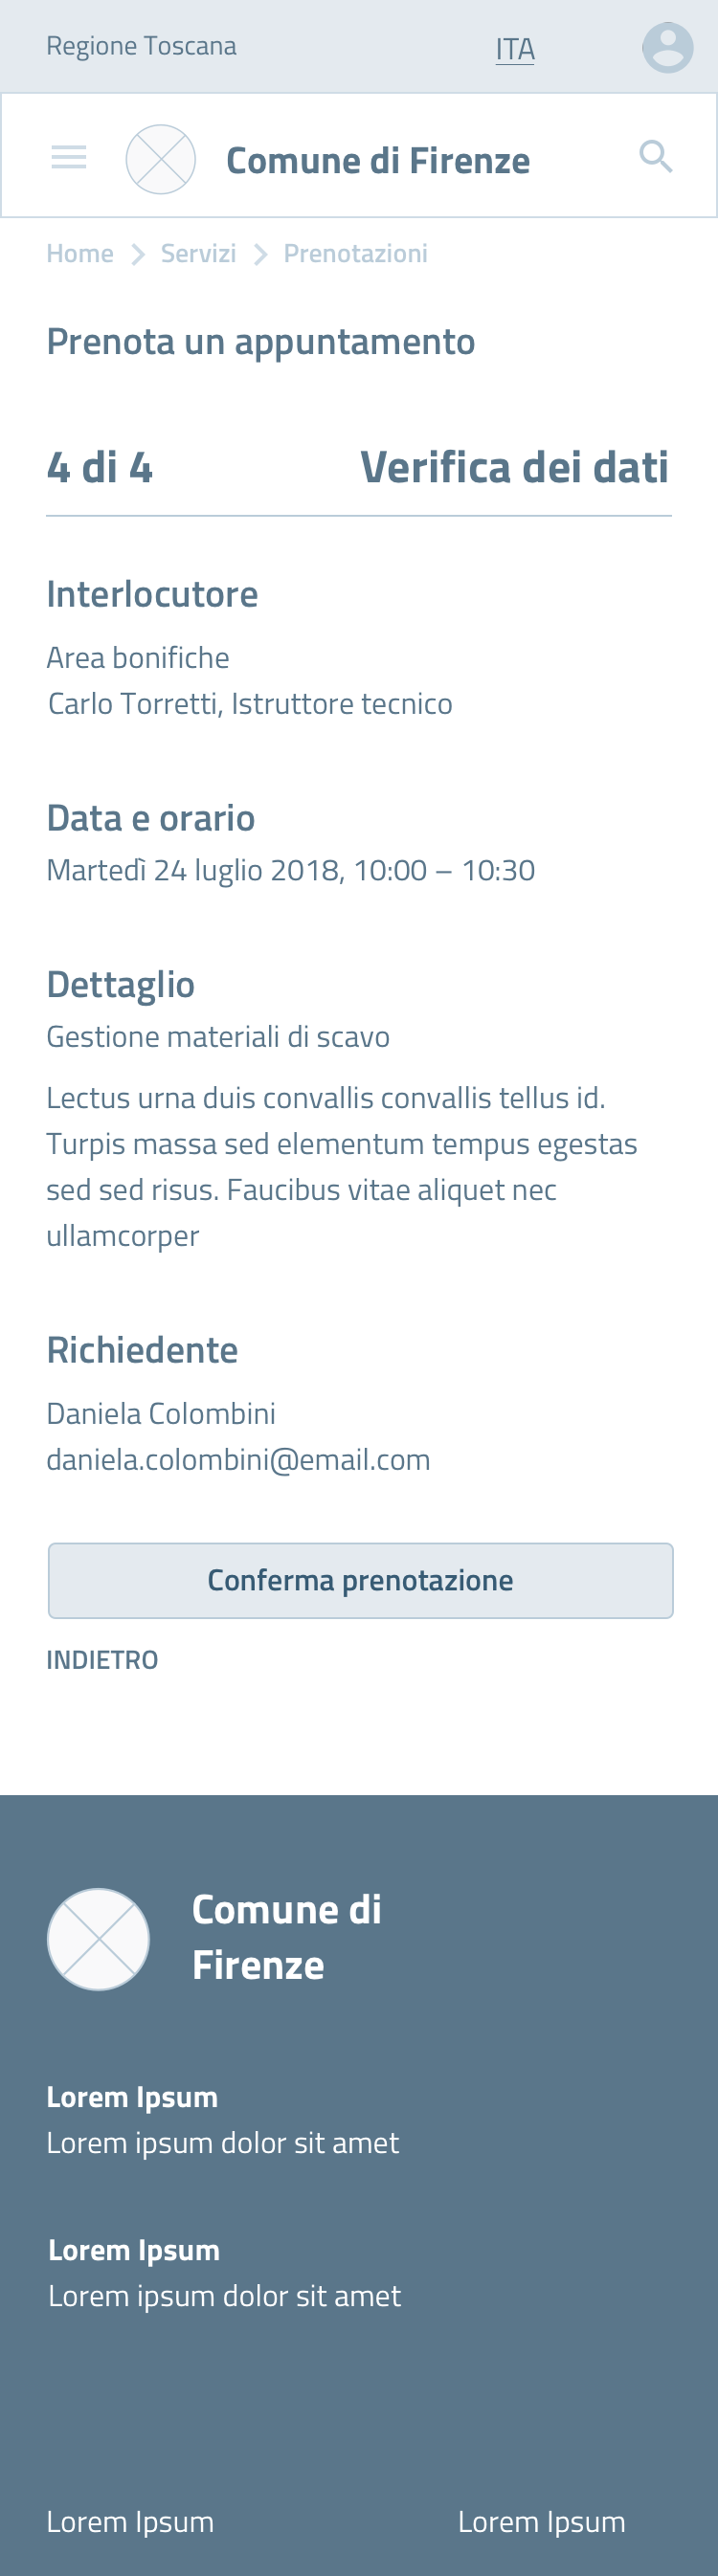 Regione Toscana
ITA
Comune di Firenze
Home
Servizi
Prenotazioni
Prenota un appuntamento
4 di 4
Verifica dei dati
Interlocutore
Area bonifiche
Carlo Torretti, Istruttore tecnico
Data e orario
Martedì 24 luglio 2018, 10:00 – 10:30
Dettaglio
Gestione materiali di scavo
Lectus urna duis convallis convallis tellus id.
Turpis massa sed elementum tempus egestas
sed sed risus. Faucibus vitae aliquet nec
ullamcorper
Richiedente
Daniela Colombini
daniela.colombini@email.com
Conferma prenotazione
INDIETRO
Comune di
Firenze
Lorem Ipsum
Lorem ipsum dolor sit amet
Lorem Ipsum
Lorem ipsum dolor sit amet
Lorem Ipsum
Lorem Ipsum